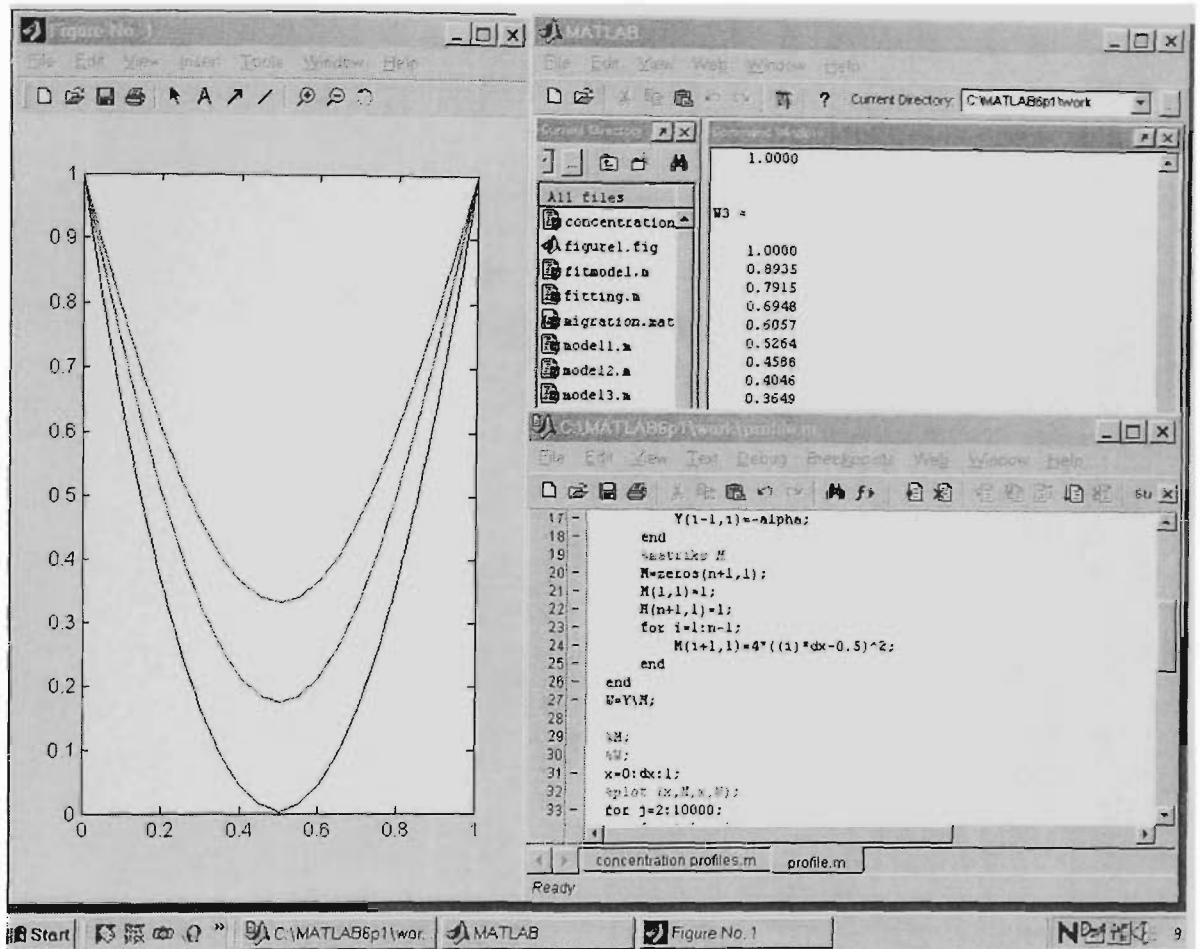 Figure No. 1
File Edit View Insert Tools Window Help
A
1
0.9
0.8
0.7
0.6
0.5
0.4
0.3
0.2
0.1
0
0 0.2 0.4 0.6 0.8 1
MATLAB
File Edit View Web Window Help
? Current Directory: C:\MATLAB6p1\work
Current Directory
All files
concentration
figure1.fig
fitmodel.m
fitting.m
migration.mat
model1.m
model2.m
model3.m
Command Window
1.0000
W3 =
1.0000
0.8935
0.7915
0.6948
0.6057
0.5264
0.4586
0.4046
0.3649
C:\MATLAB6p1\work\profile.m
File Edit View Text Debug Breakpoints Web Window Help
17 - Y(i-1,i)=-alpha;
18 - end
19 %matriks M
20 - M=zeros(n+1,1);
21 - M(1,1)=1;
22 - M(n+1,1)=1;
23 - for i=1:n-1;
24 - M(i+1,1)=4*((i)*dx-0.5)^2;
25 - end
26 - end
27 - W=Y\M;
28
29 %M;
30 %W;
31 - x=0:dx:1;
32 %plot (x,M,x,W);
33 - for j=2:10000;
concentration profiles.m profile.m
Ready
Start C:\MATLAB6p1\wor.. MATLAB Figure No. 1 9